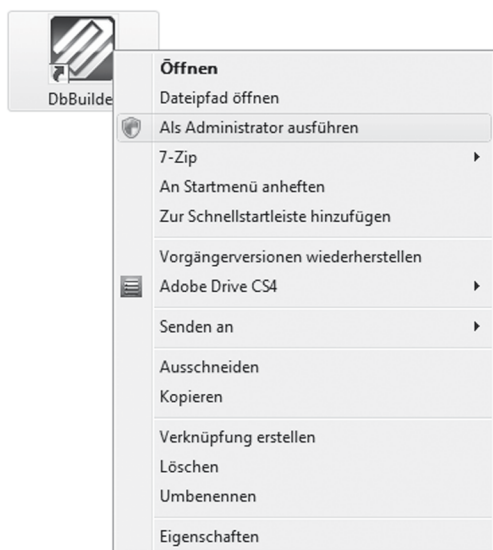 DbBuilde
Öffnen
Dateipfad öffnen
Als Administrator ausführen
7-Zip
An Startmenü anheften
Zur Schnellstartleiste hinzufügen
Vorgängerversionen wiederherstellen
Adobe Drive CS4
Senden an
Ausschneiden
Kopieren
Verknüpfung erstellen
Löschen
Umbenennen
Eigenschaften